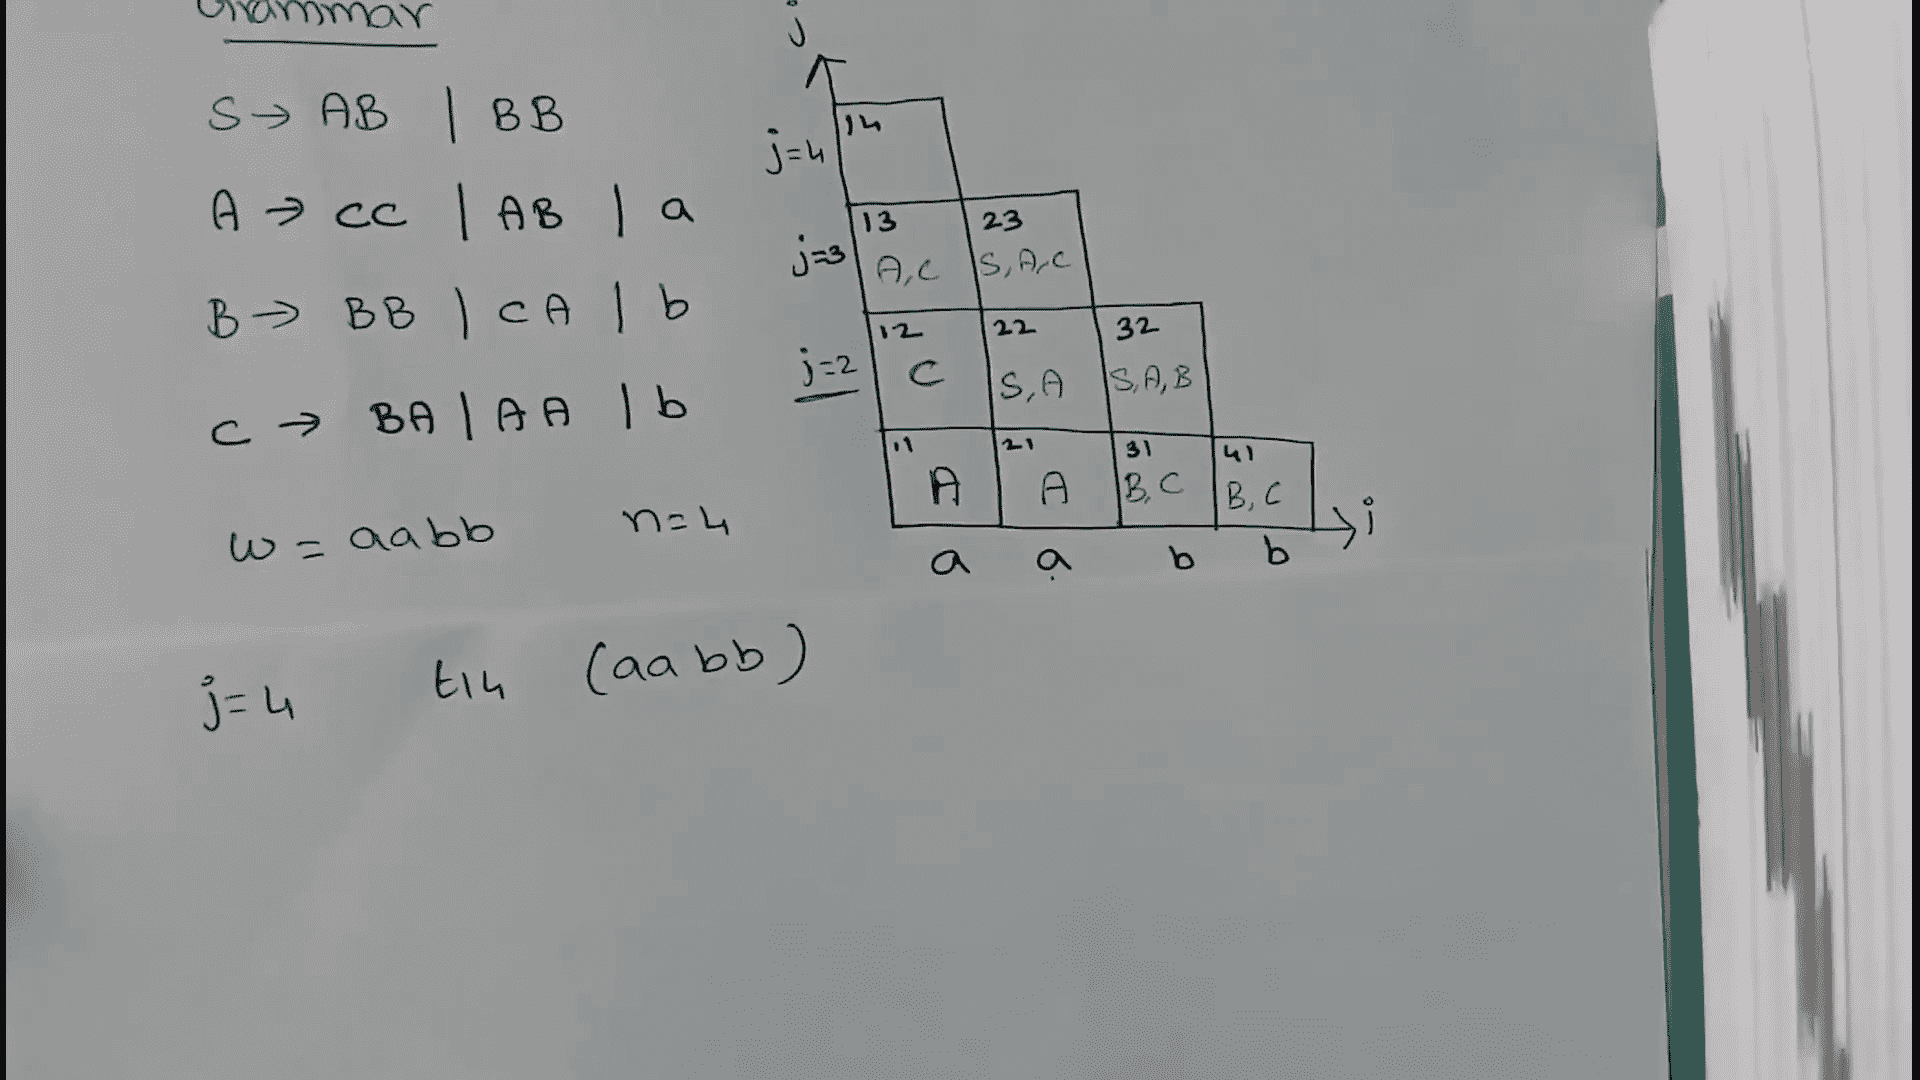 Grammar
S → AB | BB
A → CC | AB | a
B → BB | CA | b
C → BA | AA | b
w = aabb n=4
j=4 t14 (aabb)
j
j=4 14
j=3 13 23
A,C S,A,C
j=2 12 22 32
C S,A S,A,B
11 21 31 41
A A B,C B,C
i
a a b b